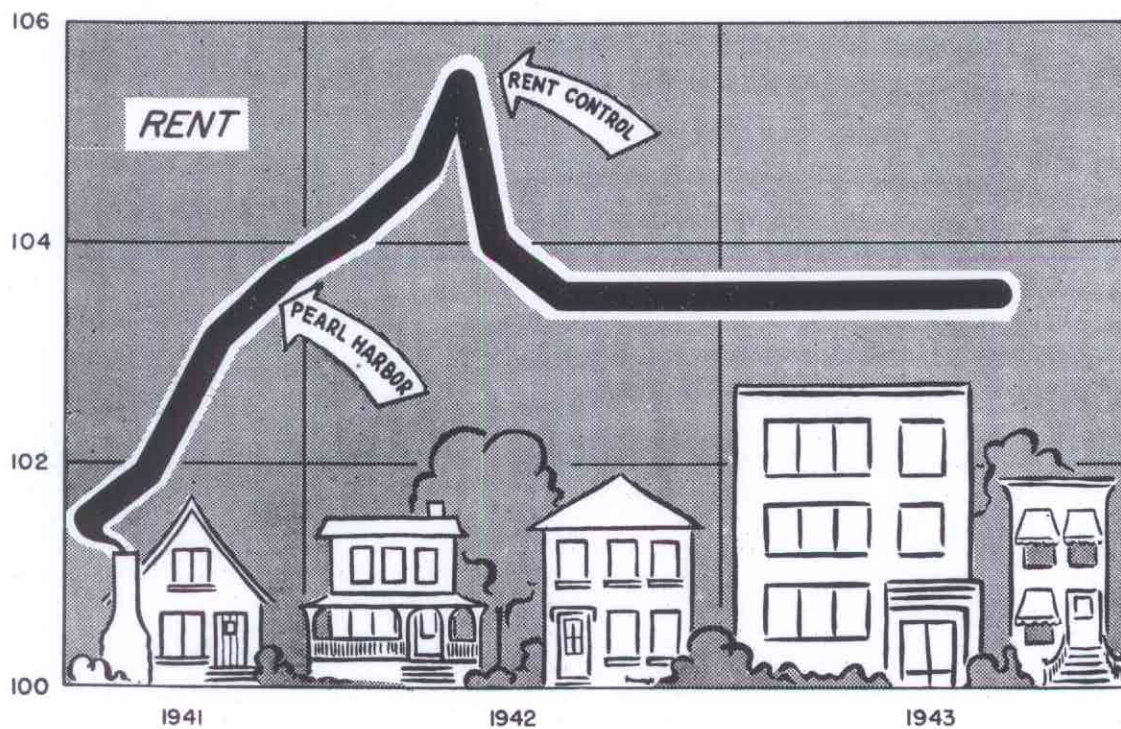 106
RENT
RENT CONTROL
104
PEARL HARBOR
102
100
1941 1942 1943